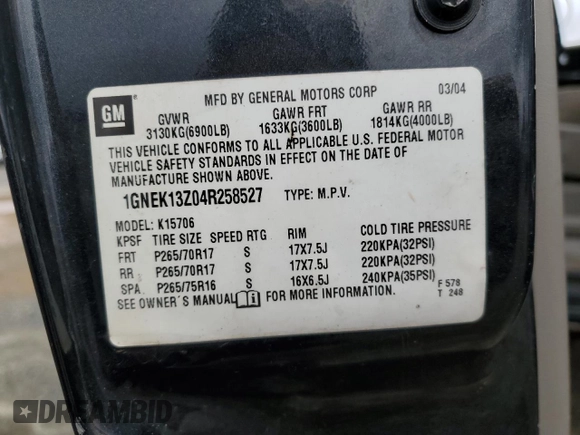 GM
MFD BY GENERAL MOTORS CORP 03/04
GVWR GAWR FRT GAWR RR
3130KG(6900LB) 1633KG(3600LB) 1814KG(4000LB)
THIS VEHICLE CONFORMS TO ALL APPLICABLE U.S. FEDERAL MOTOR
VEHICLE SAFETY STANDARDS IN EFFECT ON THE DATE OF
MANUFACTURE SHOWN ABOVE.
1GNEK13Z04R258527 TYPE: M.P.V.
MODEL: K15706
KPSF TIRE SIZE SPEED RTG RIM COLD TIRE PRESSURE
FRT P265/70R17 S 17X7.5J 220KPA(32PSI)
RR P265/70R17 S 17X7.5J 220KPA(32PSI)
SPA P265/75R16 S 16X6.5J 240KPA(35PSI) F 578
SEE OWNER'S MANUAL FOR MORE INFORMATION. T 248
DREAMBID